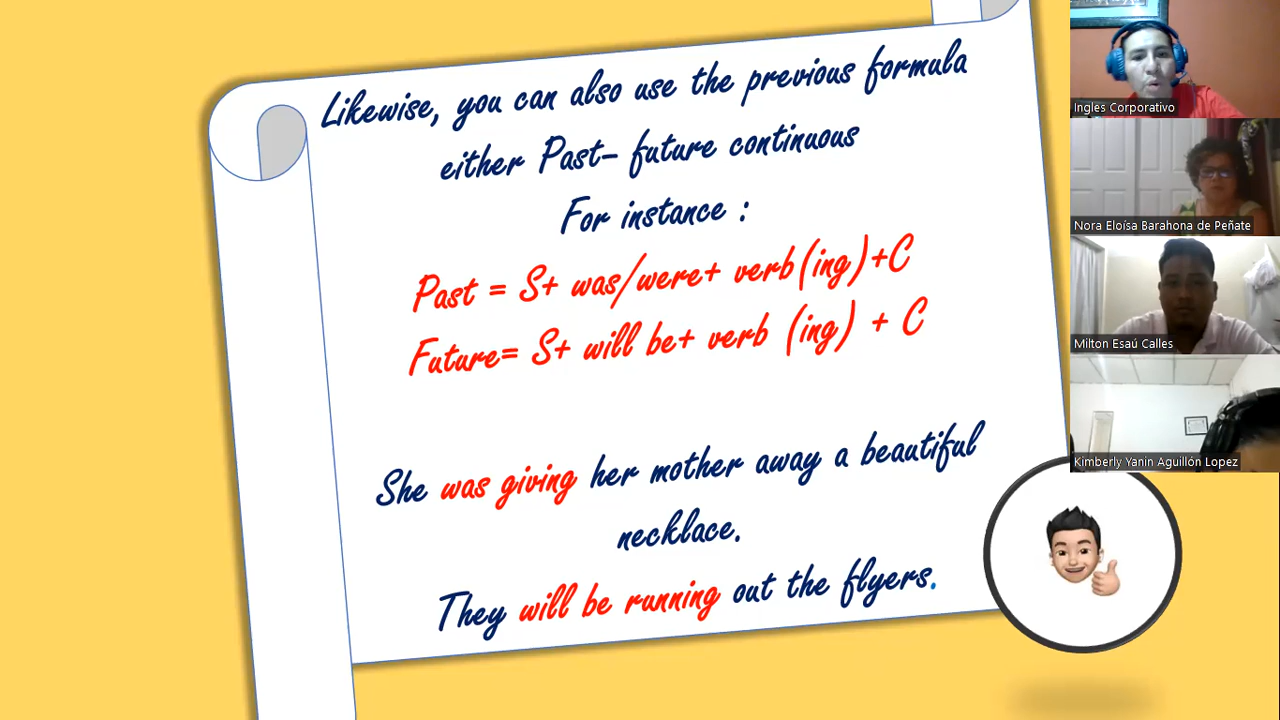 Likewise, you can also use the previous formula
either Past– future continuous
For instance :
Past = S+ was/were+ verb(ing)+C
Future= S+ will be+ verb (ing) + C
She was giving her mother away a beautiful
necklace.
They will be running out the flyers.
Ingles Corporativo
Nora Eloísa Barahona de Peñate
Milton Esaú Calles
Kimberly Yanin Aguillón Lopez